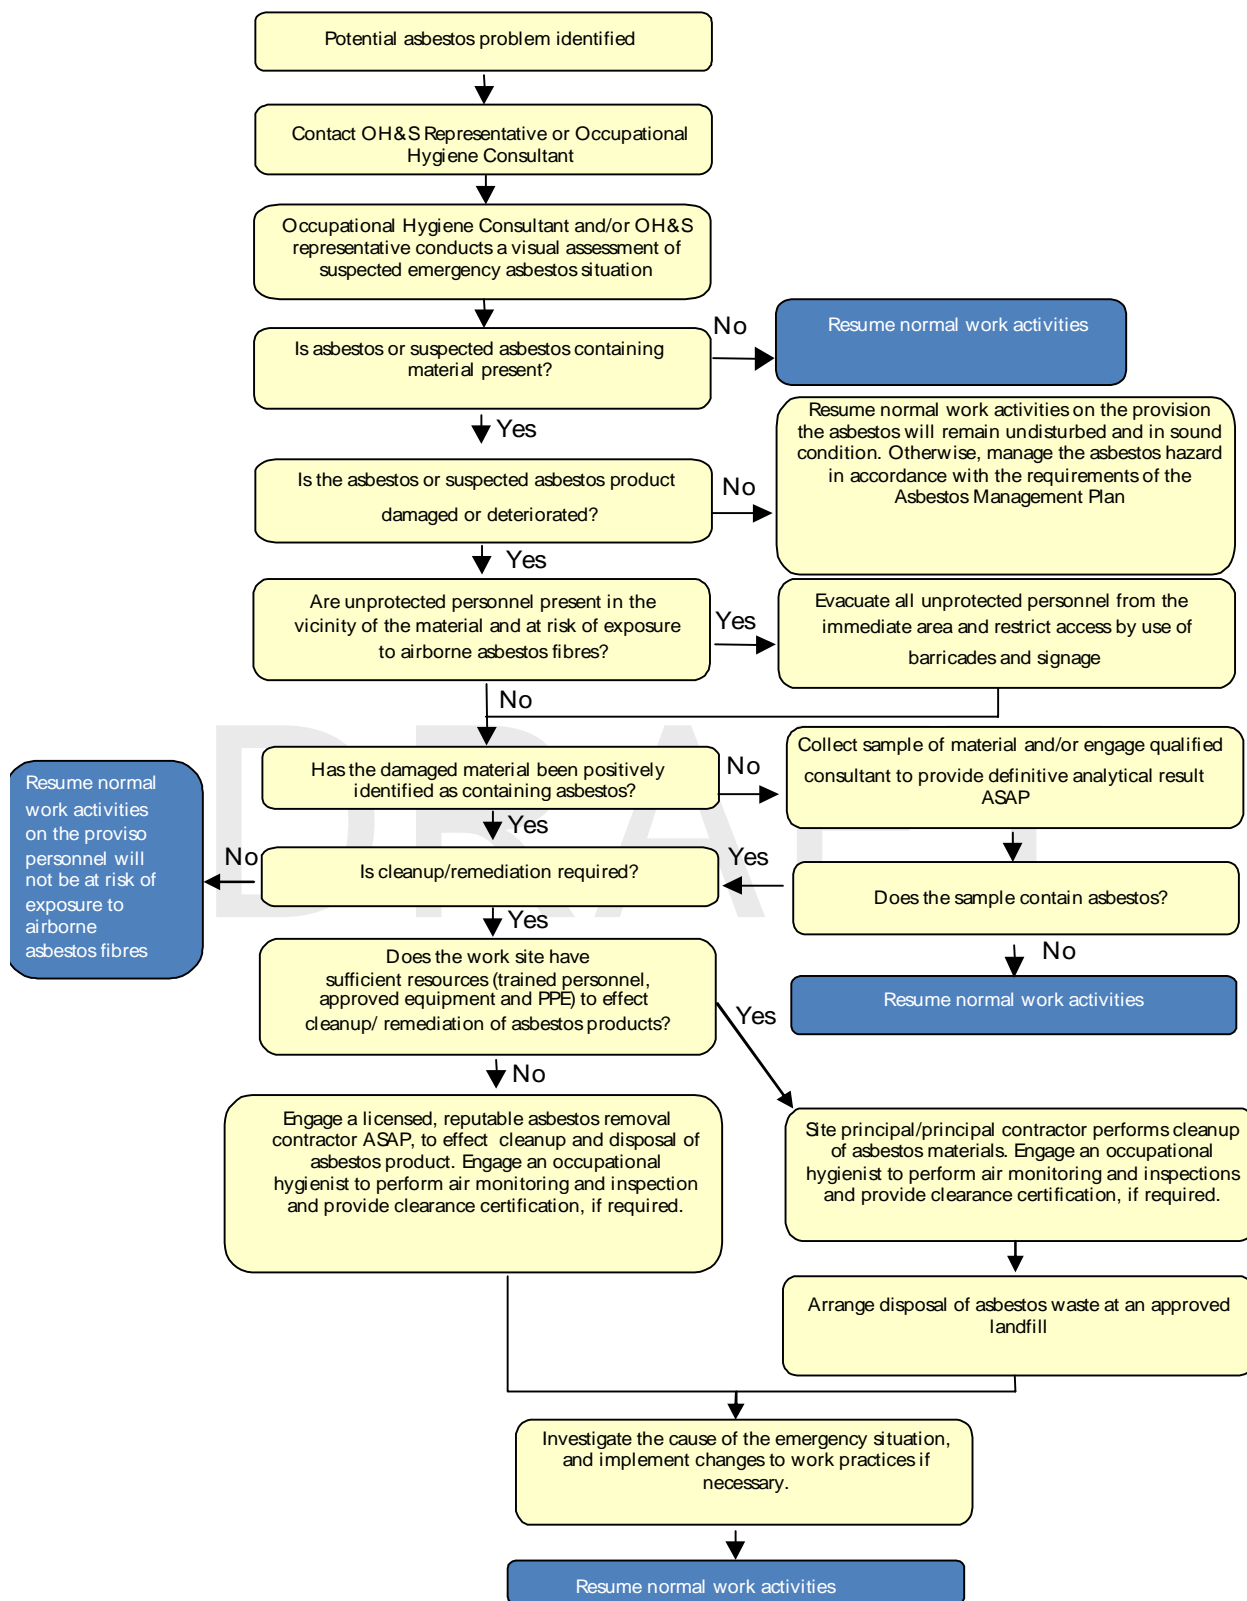 Potential asbestos problem identified
Contact OH&S Representative or Occupational
Hygiene Consultant
Occupational Hygiene Consultant and/or OH&S
representative conducts a visual assessment of
suspected emergency asbestos situation
Is asbestos or suspected asbestos containing
material present?
No
Resume normal work activities
Yes
Is the asbestos or suspected asbestos product
damaged or deteriorated?
No
Resume normal work activities on the provision
the asbestos will remain undisturbed and in sound
condition. Otherwise, manage the asbestos hazard
in accordance with the requirements of the
Asbestos Management Plan
Yes
Are unprotected personnel present in the
vicinity of the material and at risk of exposure
to airborne asbestos fibres?
Yes
Evacuate all unprotected personnel from the
immediate area and restrict access by use of
barricades and signage
No
DRAFT
Has the damaged material been positively
identified as containing asbestos?
No
Collect sample of material and/or engage qualified
consultant to provide definitive analytical result
ASAP
Yes
Resume normal
work activities
on the proviso
personnel will
not be at risk of
exposure to
airborne
asbestos fibres
No
Is cleanup/remediation required?
Yes
Does the sample contain asbestos?
Yes
No
Resume normal work activities
Does the work site have
sufficient resources (trained personnel,
approved equipment and PPE) to effect
cleanup/ remediation of asbestos products?
Yes
No
Engage a licensed, reputable asbestos removal
contractor ASAP, to effect cleanup and disposal of
asbestos product. Engage an occupational
hygienist to perform air monitoring and inspection
and provide clearance certification, if required.
Site principal/principal contractor performs cleanup
of asbestos materials. Engage an occupational
hygienist to perform air monitoring and inspections
and provide clearance certification, if required.
Arrange disposal of asbestos waste at an approved
landfill
Investigate the cause of the emergency situation,
and implement changes to work practices if
necessary.
Resume normal work activities